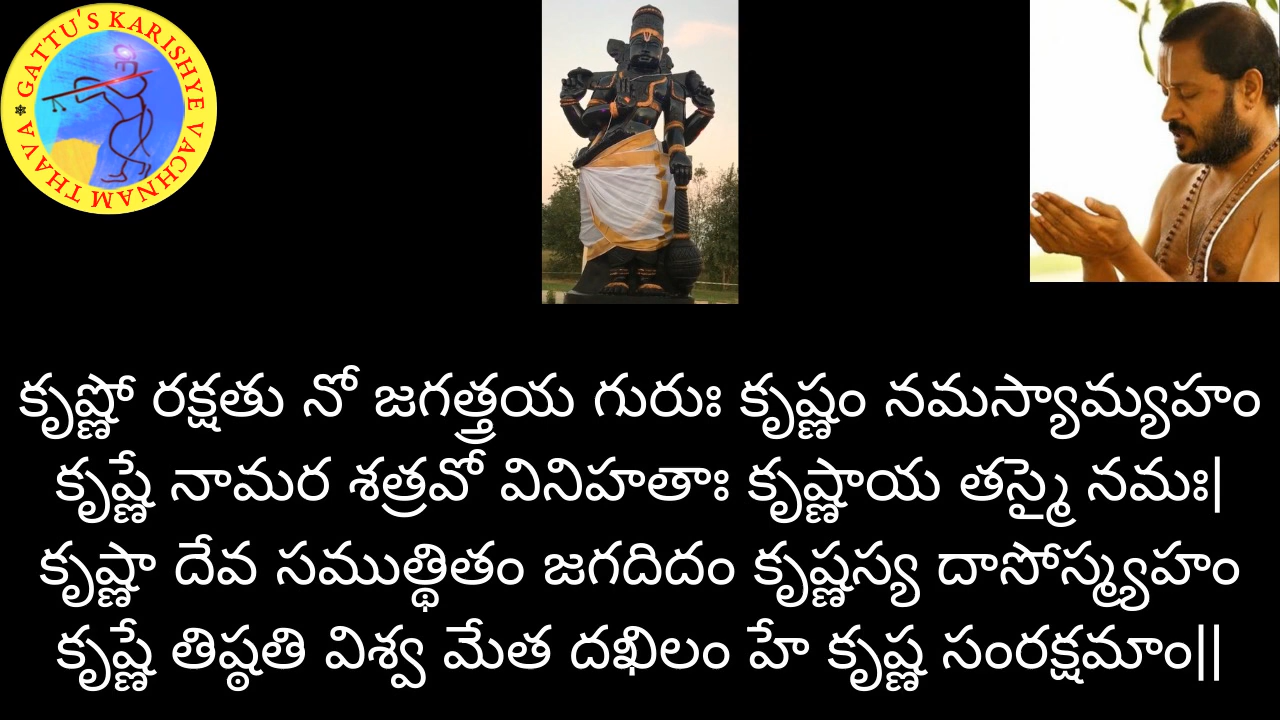 GATTU'S KARISHYE VACHNAM THAVA
కృష్ణో రక్షతు నో జగత్త్రయ గురుః కృష్ణం నమస్యామ్యహం
కృష్ణే నామర శత్రవో వినిహతాః కృష్ణాయ తస్మై నమః|
కృష్ణా దేవ సముత్థితం జగదిదం కృష్ణస్య దాసోస్మ్యహం
కృష్ణే తిష్ఠతి విశ్వ మేత దఖిలం హే కృష్ణ సంరక్షమాం||